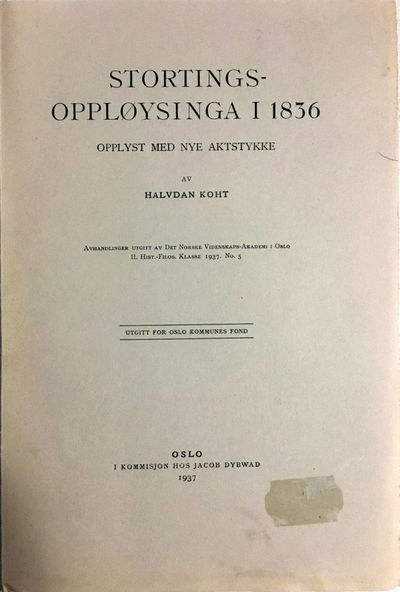 STORTINGS-
OPPLØYSINGA I 1836
OPPLYST MED NYE AKTSTYKKE
AV
HALVDAN KOHT
AVHANDLINGER UTGITT AV DET NORSKE VIDENSKAPS-AKADEMI I OSLO
II. HIST.-FILOS. KLASSE 1937. No. 5
UTGITT FOR OSLO KOMMUNES FOND
OSLO
I KOMMISJON HOS JACOB DYBWAD
1937